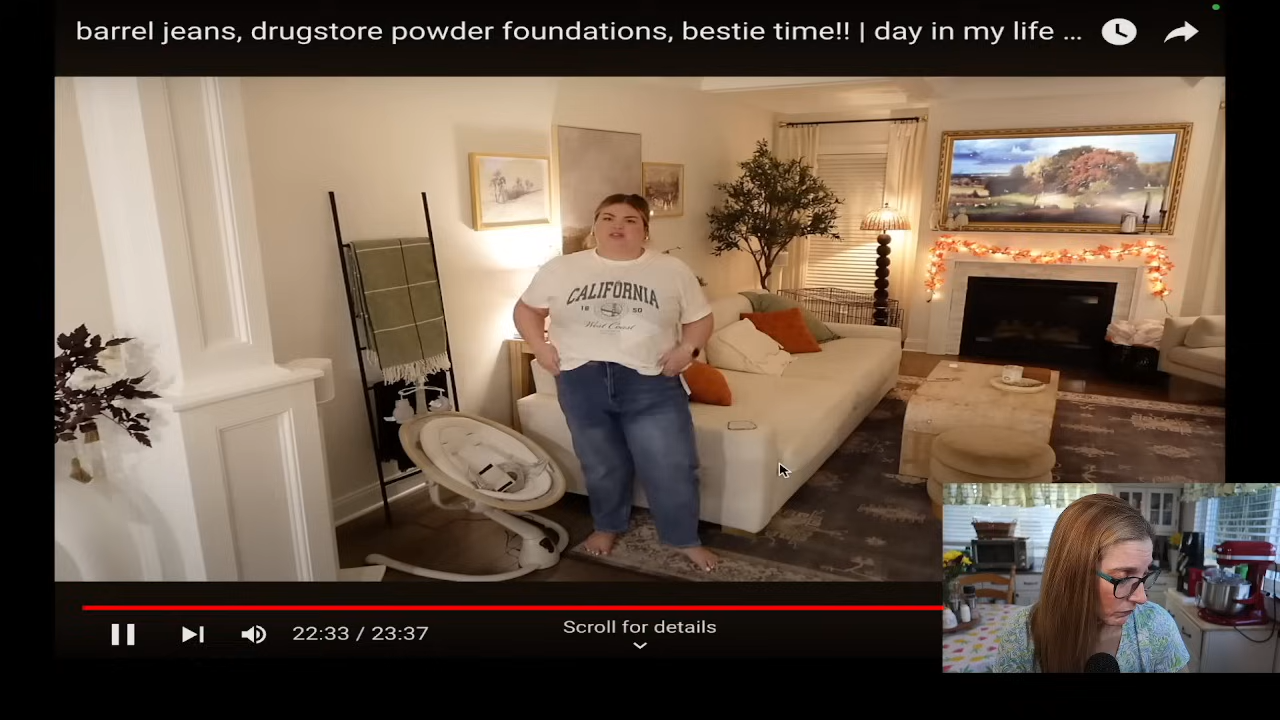 barrel jeans, drugstore powder foundations, bestie time!! | day in my life ...
CALIFORNIA
18 50
West Coast
22:33 / 23:37
Scroll for details